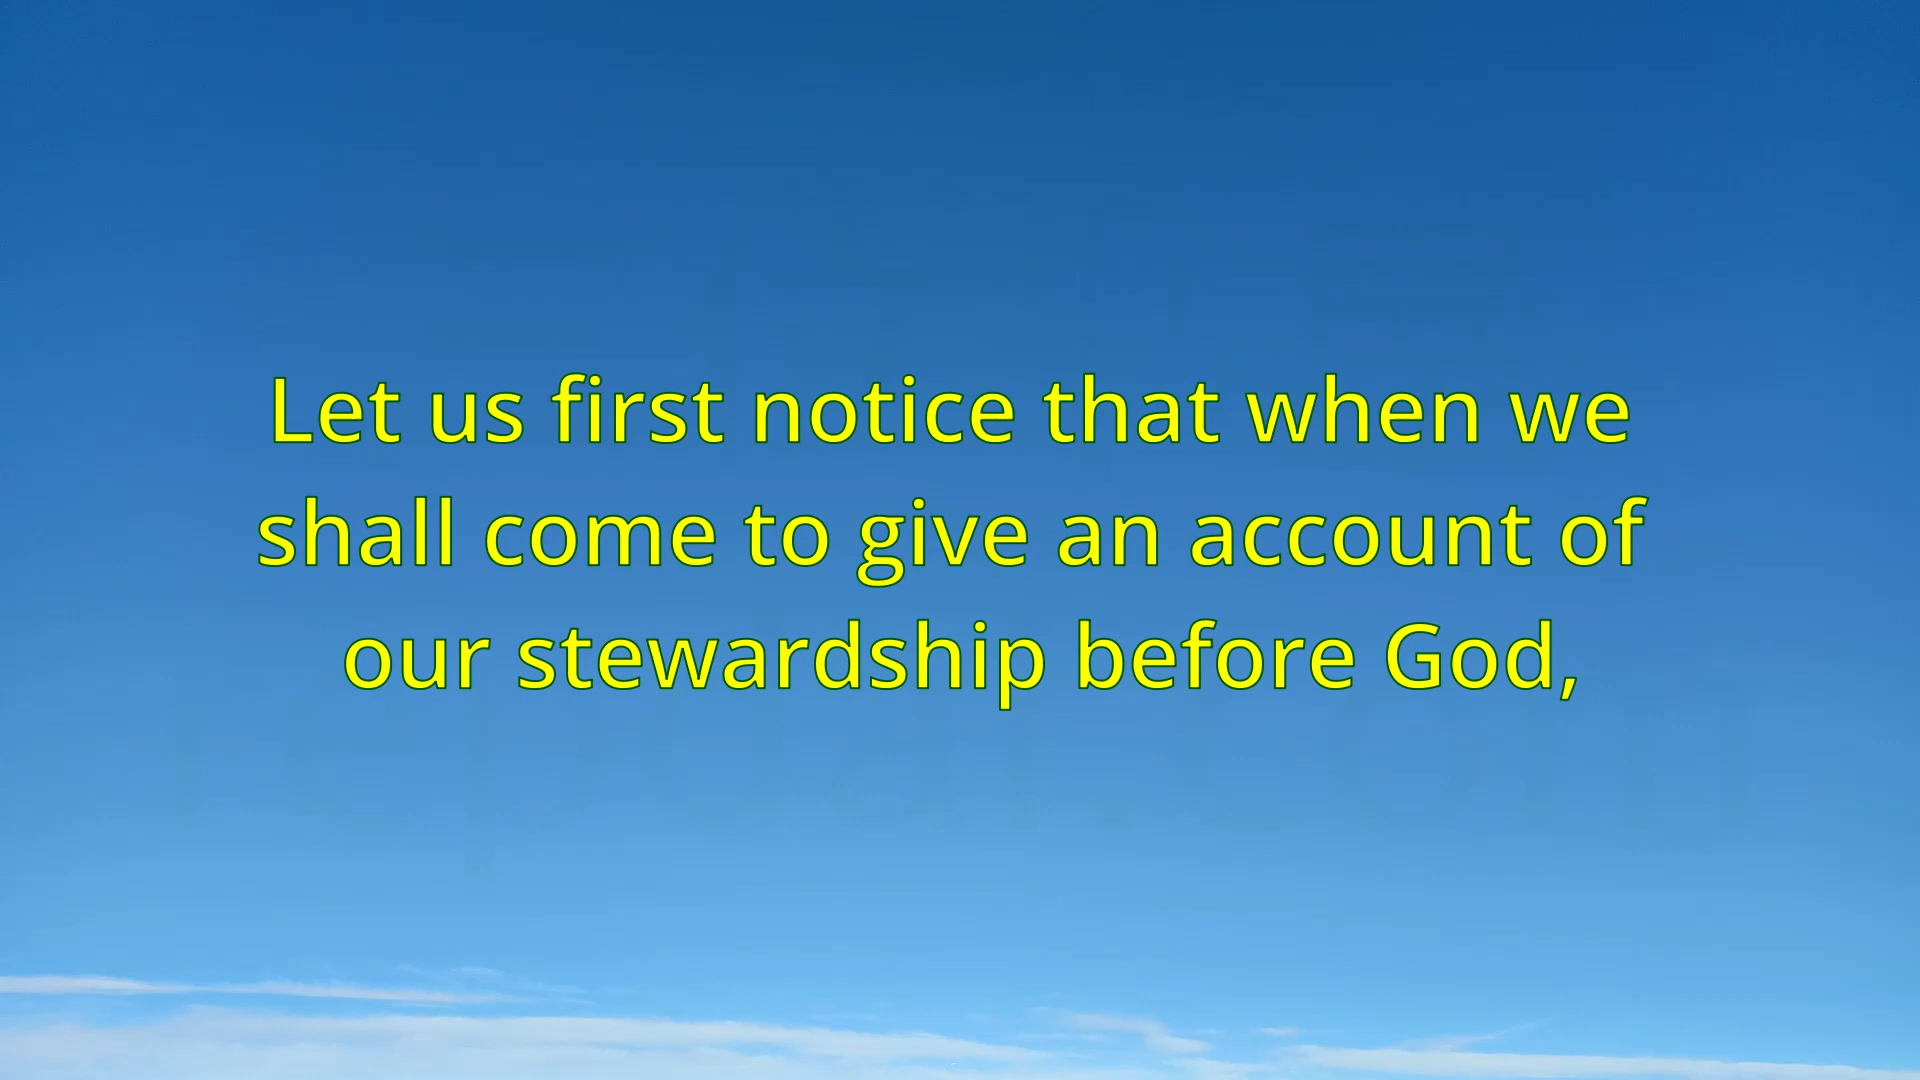 Let us first notice that when we
shall come to give an account of
our stewardship before God,